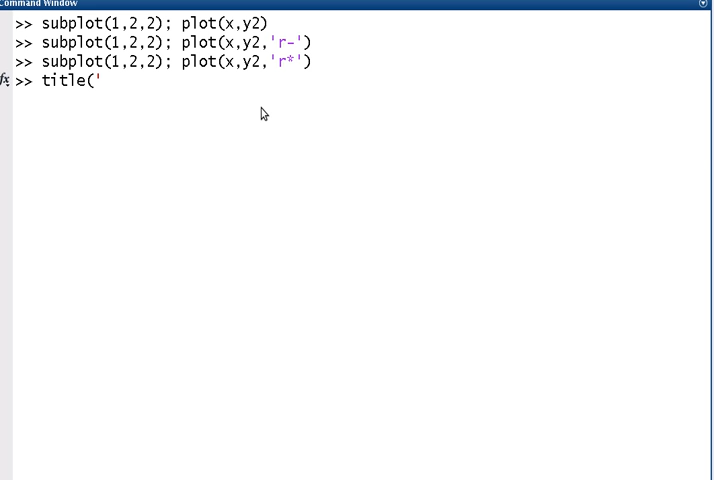 Command Window
>> subplot(1,2,2); plot(x,y2)
>> subplot(1,2,2); plot(x,y2,'r-')
>> subplot(1,2,2); plot(x,y2,'r*')
fx >> title('